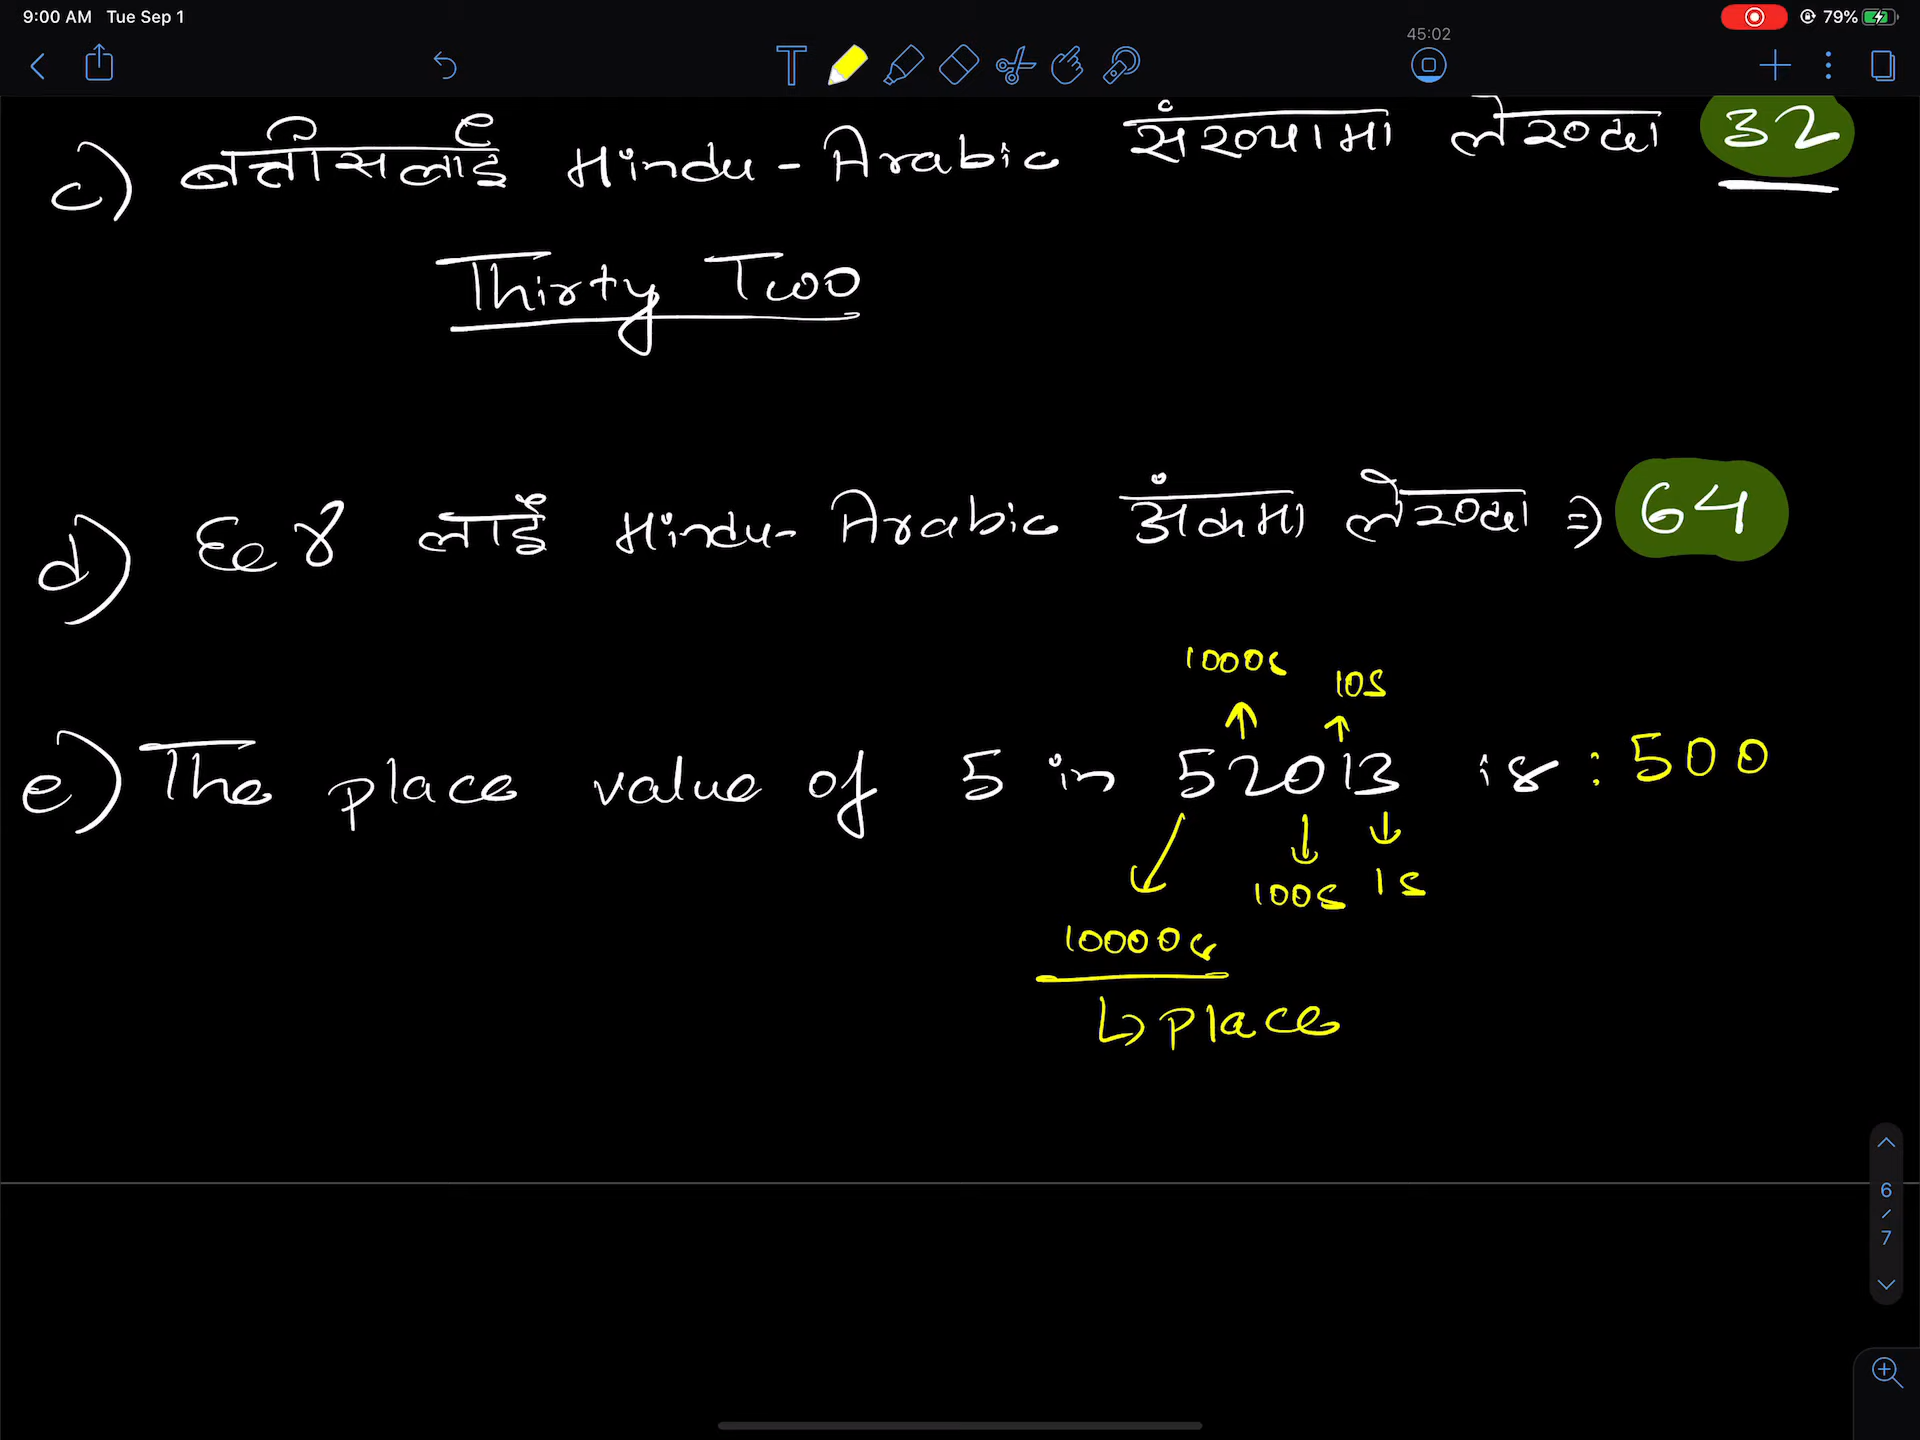 9:00 AM Tue Sep 1
79%
45:02
c) बत्तीसलाई Hindu-Arabic संख्यामा लेख्दा 32
Thirty Two
d) ६४ लाई Hindu-Arabic अंकमा लेख्दा ⇒ 64
1000s 10s
e) The place value of 5 in 52013 is : 500
100s 1s
10000s
↳ place
6
/
7